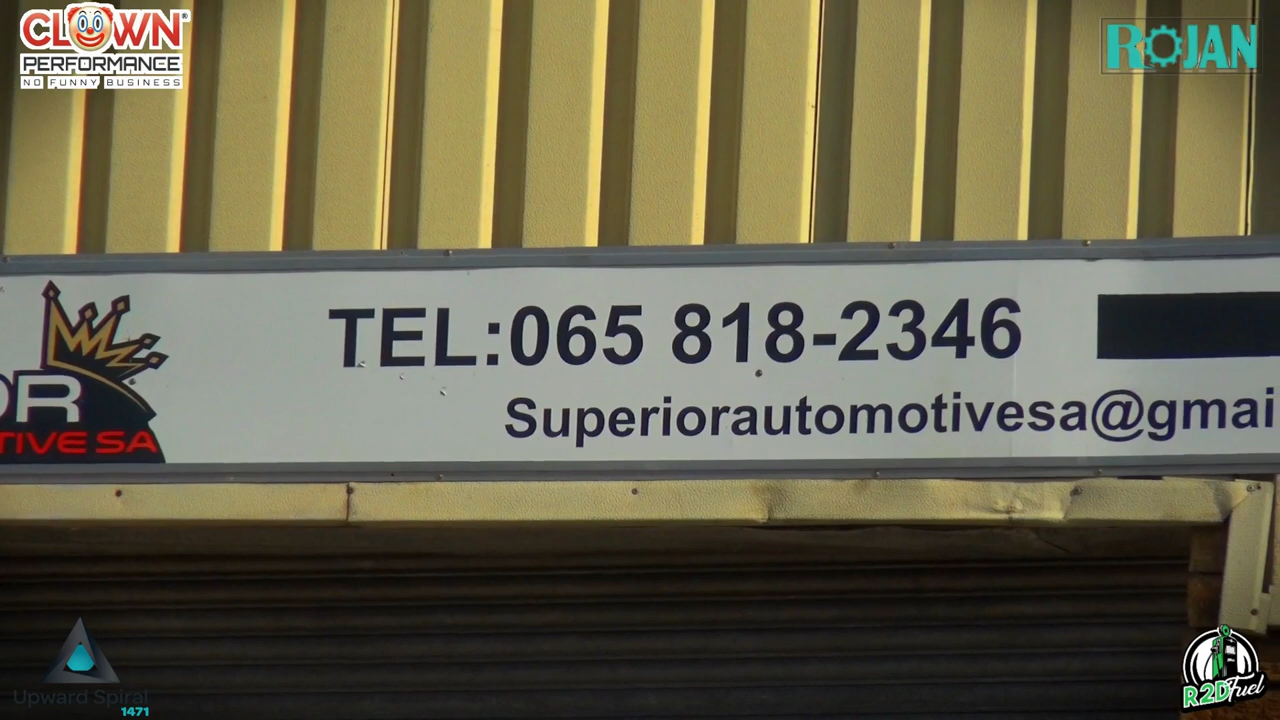 CLOWN®
PERFORMANCE
NO FUNNY BUSINESS
ROJAN
TEL:065 818-2346
OR
TIVE SA
Superiorautomotivesa@gmai
Upward Spiral
1471
R2D Fuel